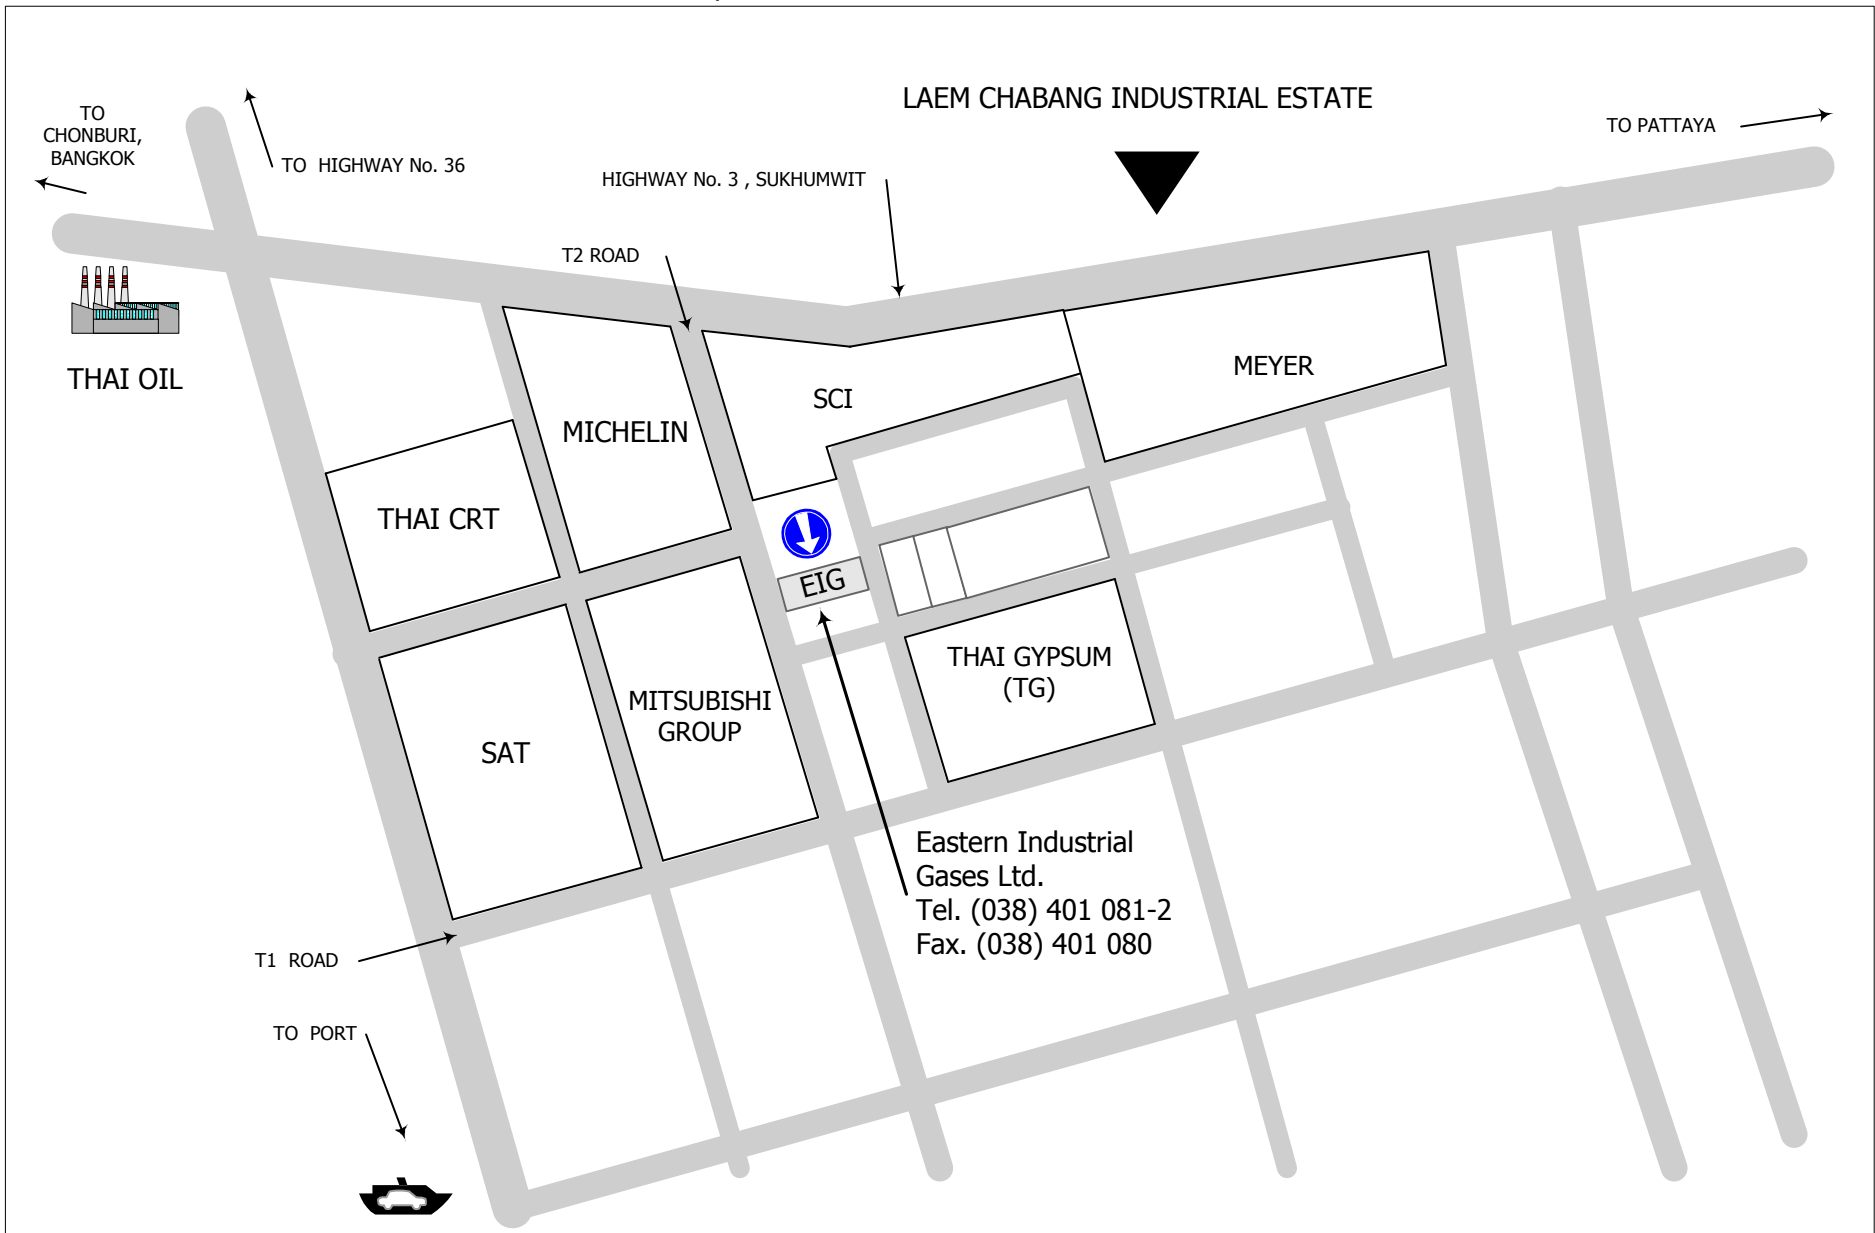 LAEM CHABANG INDUSTRIAL ESTATE
TO
CHONBURI,
BANGKOK
TO HIGHWAY No. 36
TO PATTAYA
HIGHWAY No. 3 , SUKHUMWIT
T2 ROAD
THAI OIL
MEYER
SCI
MICHELIN
THAI CRT
EIG
THAI GYPSUM
(TG)
MITSUBISHI
GROUP
SAT
Eastern Industrial
Gases Ltd.
Tel. (038) 401 081-2
Fax. (038) 401 080
T1 ROAD
TO PORT